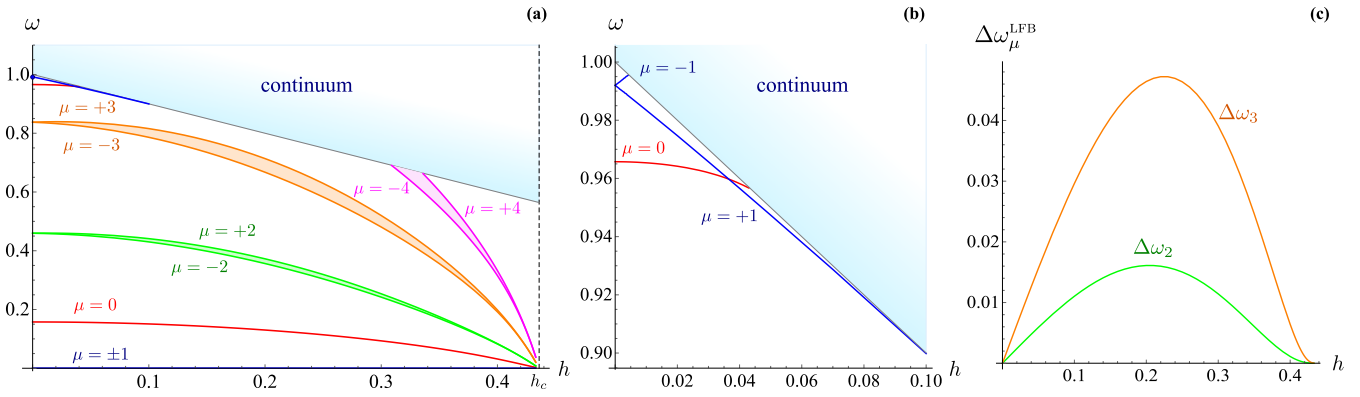 ω (a)
1.0
0.8
0.6
0.4
0.2
continuum
μ = +3
μ = −3
μ = −4
μ = +4
μ = +2
μ = −2
μ = 0
μ = ±1
0.1 0.2 0.3 0.4 h_c h
ω (b)
1.00
0.98
0.96
0.94
0.92
0.90
μ = −1
continuum
μ = 0
μ = +1
0.02 0.04 0.06 0.08 0.10 h
(c)
Δω_μ^LFB
0.04
0.03
0.02
0.01
Δω₃
Δω₂
0.1 0.2 0.3 0.4 h